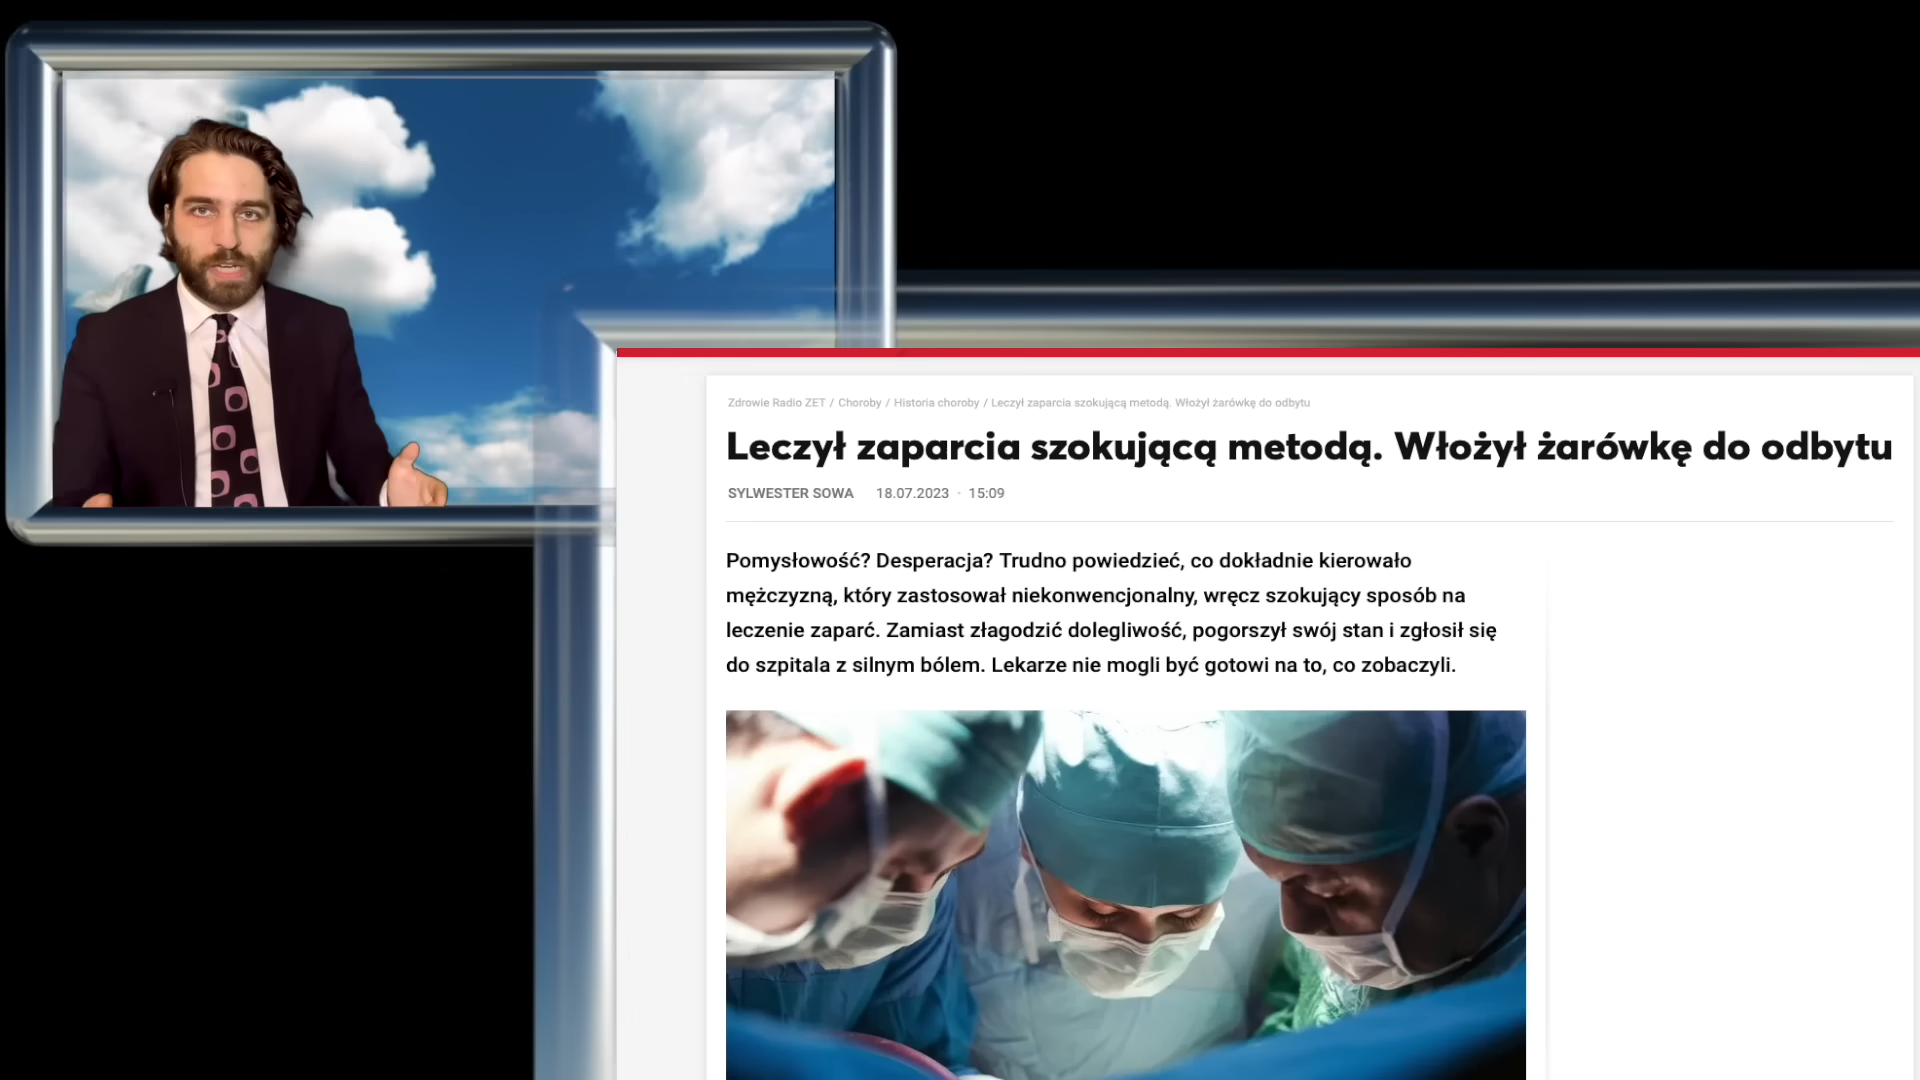 Zdrowie Radio ZET / Choroby / Historia choroby / Leczył zaparcia szokującą metodą. Włożył żarówkę do odbytu
Leczył zaparcia szokującą metodą. Włożył żarówkę do odbytu
SYLWESTER SOWA 18.07.2023 · 15:09
Pomysłowość? Desperacja? Trudno powiedzieć, co dokładnie kierowało
mężczyzną, który zastosował niekonwencjonalny, wręcz szokujący sposób na
leczenie zaparć. Zamiast złagodzić dolegliwość, pogorszył swój stan i zgłosił się
do szpitala z silnym bólem. Lekarze nie mogli być gotowi na to, co zobaczyli.